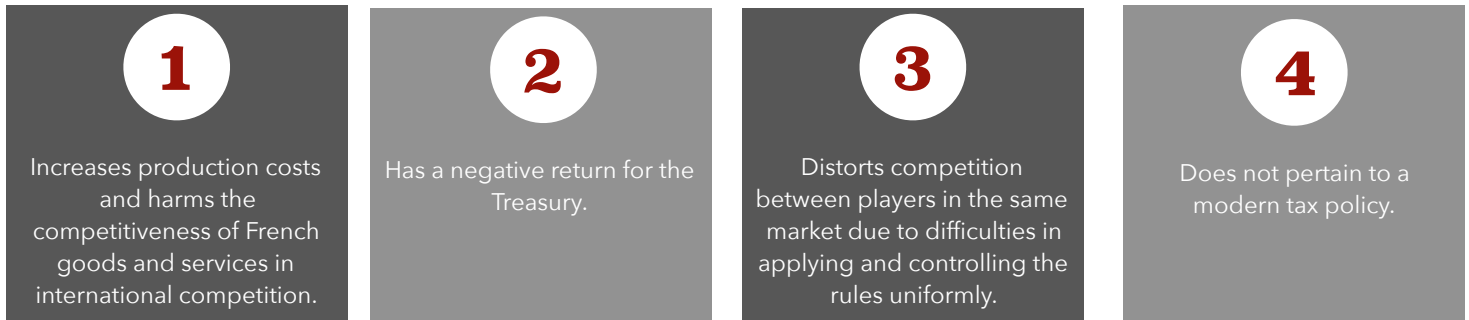 1
Increases production costs
and harms the
competitiveness of French
goods and services in
international competition.
2
Has a negative return for the
Treasury.
3
Distorts competition
between players in the same
market due to difficulties in
applying and controlling the
rules uniformly.
4
Does not pertain to a
modern tax policy.